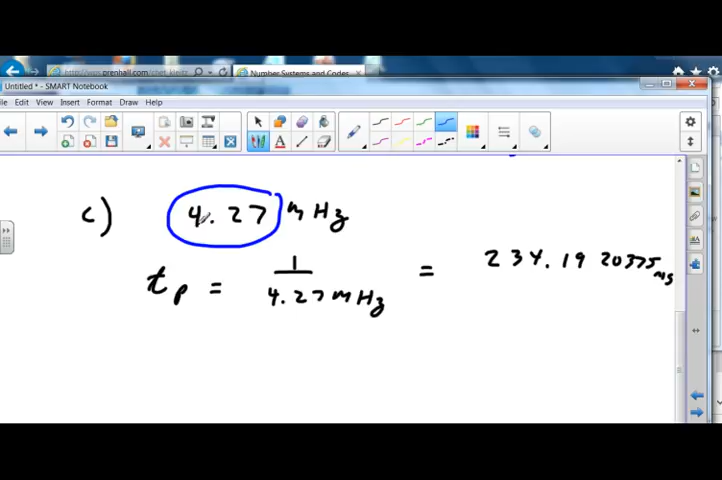 Number Systems and Codes
Untitled * - SMART Notebook
File Edit View Insert Format Draw Help
c) 4.27 mHz
tp = 1 / 4.27 mHz = 234.1920375